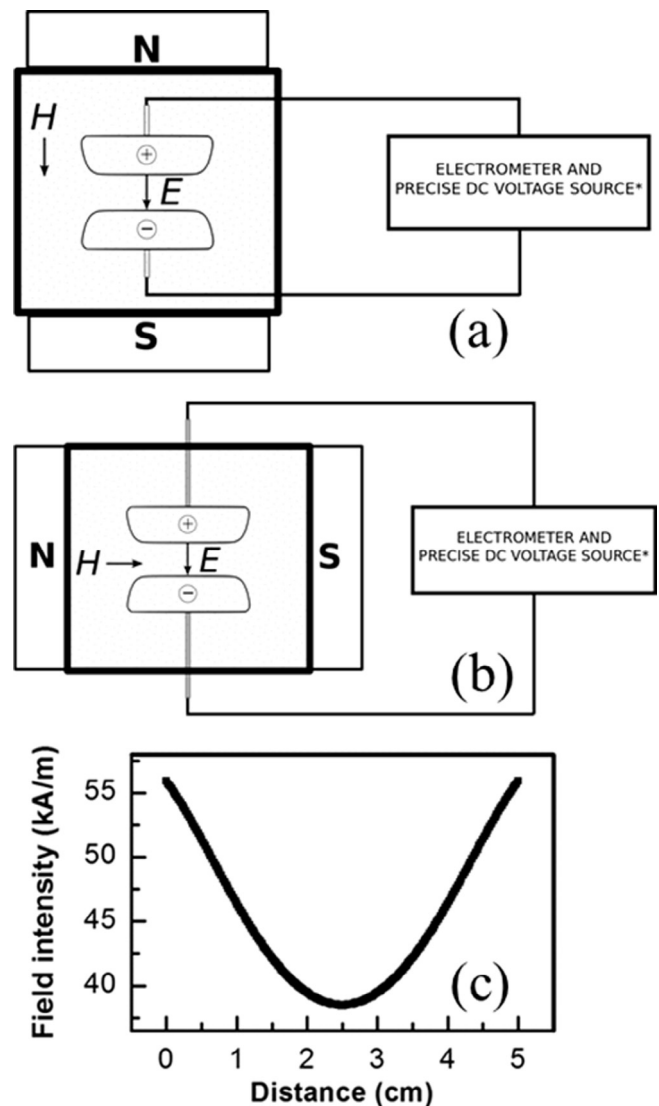 N
H
+
E
−
S
ELECTROMETER AND
PRECISE DC VOLTAGE SOURCE*
(a)
N
H
+
E
−
S
ELECTROMETER AND
PRECISE DC VOLTAGE SOURCE*
(b)
Field intensity (kA/m)
55
50
45
40
(c)
0 1 2 3 4 5
Distance (cm)